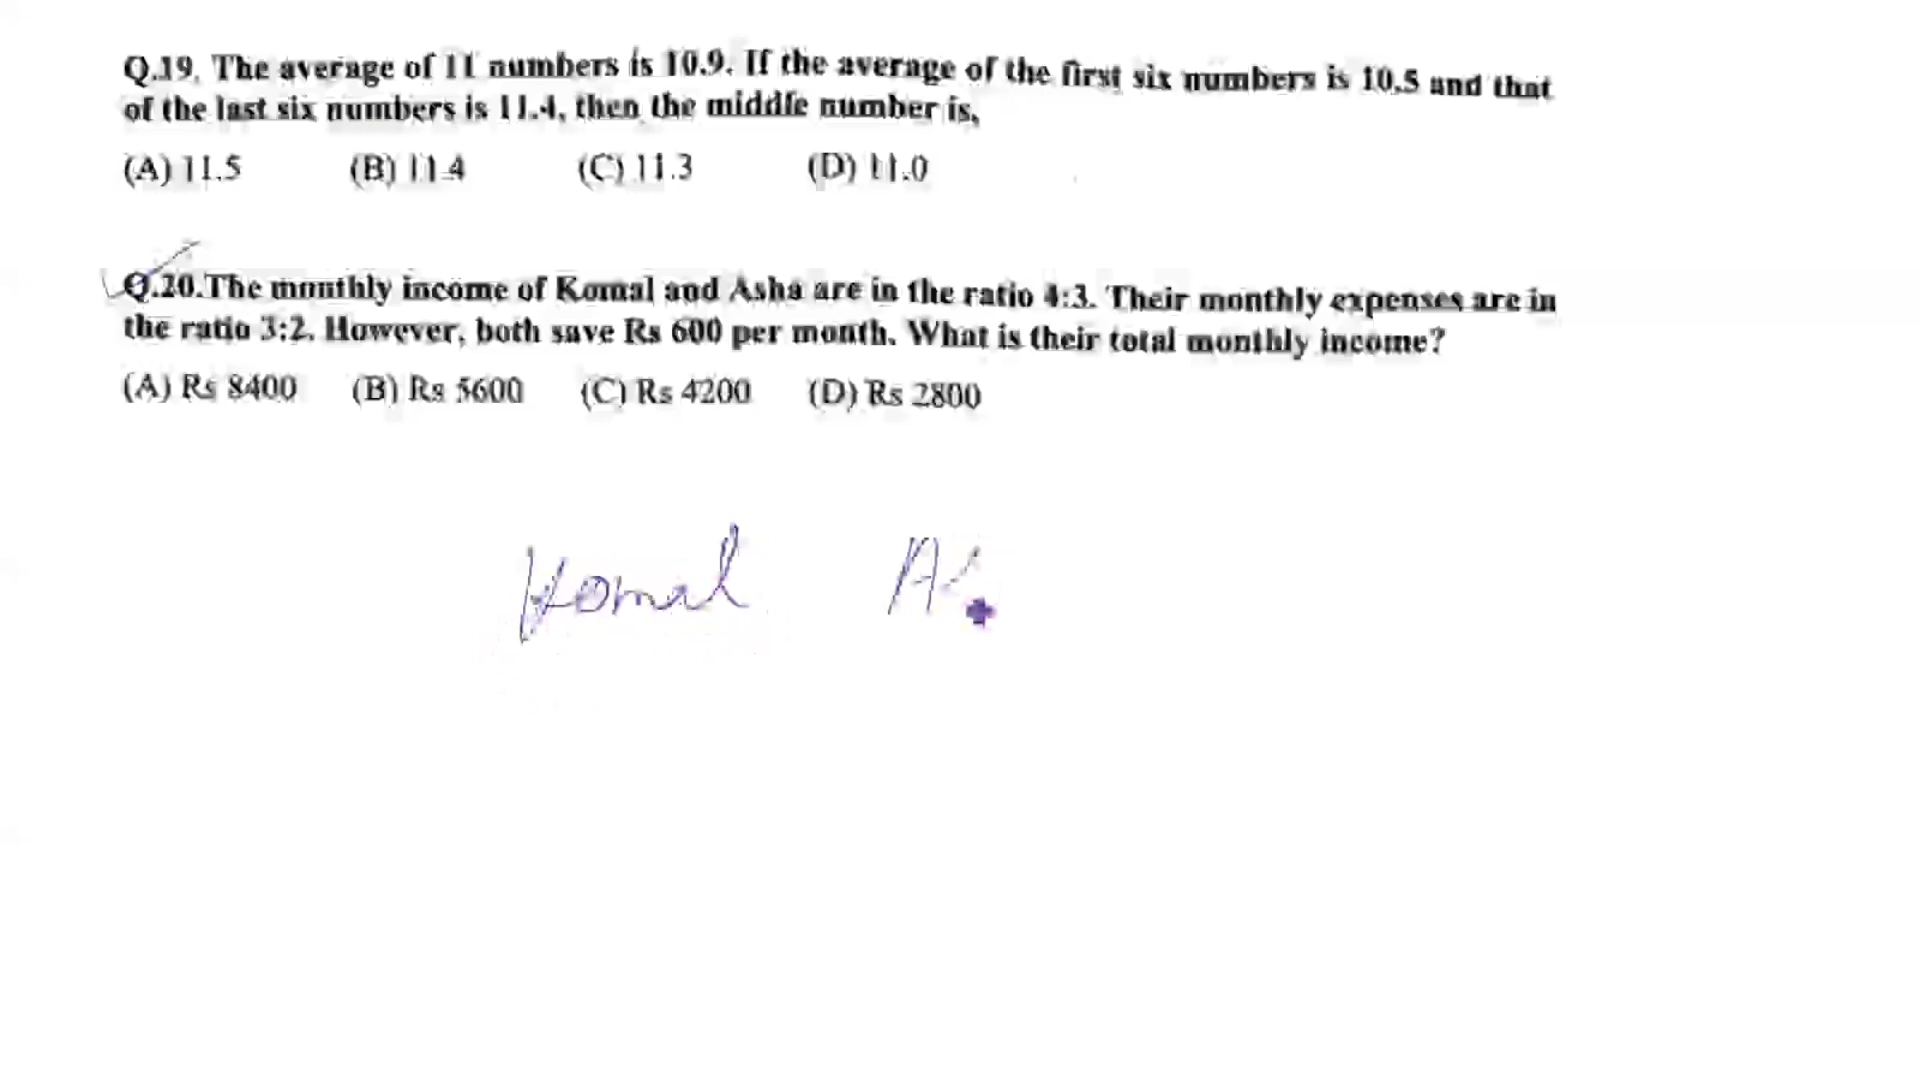 Q.19. The average of 11 numbers is 10.9. If the average of the first six numbers is 10.5 and that
of the last six numbers is 11.4, then the middle number is,
(A) 11.5 (B) 11.4 (C) 11.3 (D) 11.0
Q.20.The monthly income of Komal and Asha are in the ratio 4:3. Their monthly expenses are in
the ratio 3:2. However, both save Rs 600 per month. What is their total monthly income?
(A) Rs 8400 (B) Rs 5600 (C) Rs 4200 (D) Rs 2800
Komal A